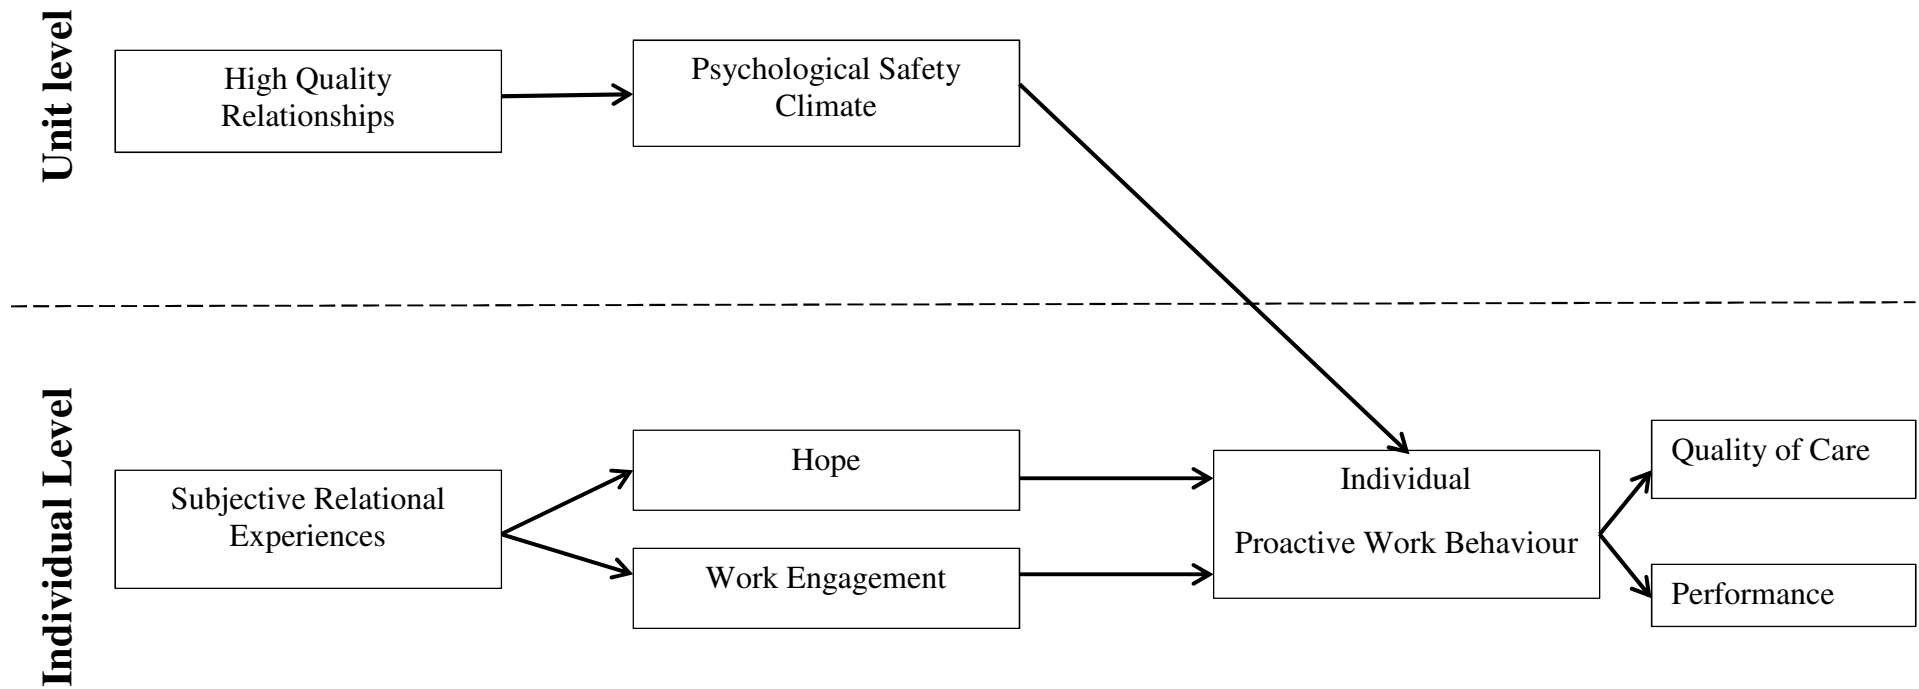 Unit level
High Quality
Relationships
Psychological Safety
Climate
Individual Level
Subjective Relational
Experiences
Hope
Work Engagement
Individual
Proactive Work Behaviour
Quality of Care
Performance